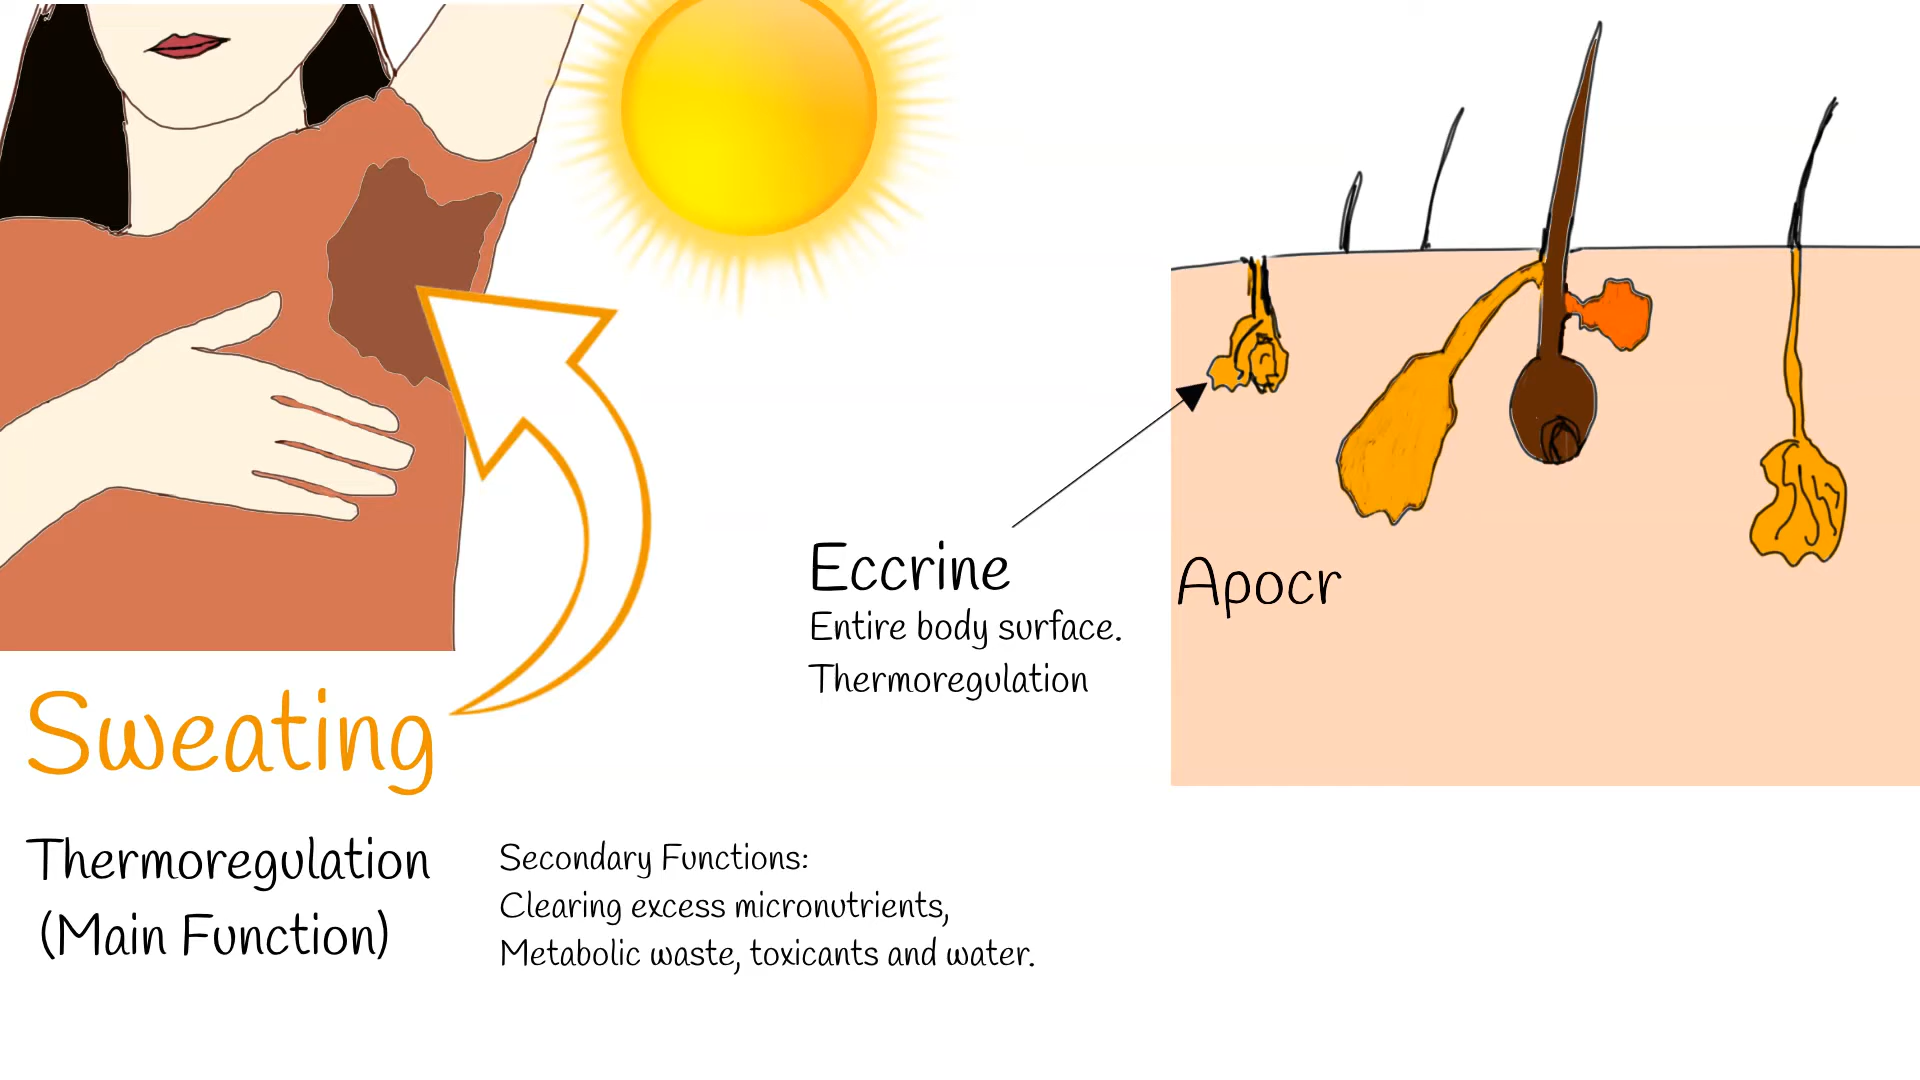 Sweating
Thermoregulation
(Main Function)
Secondary Functions:
Clearing excess micronutrients,
Metabolic waste, toxicants and water.
Eccrine
Entire body surface.
Thermoregulation
Apocr